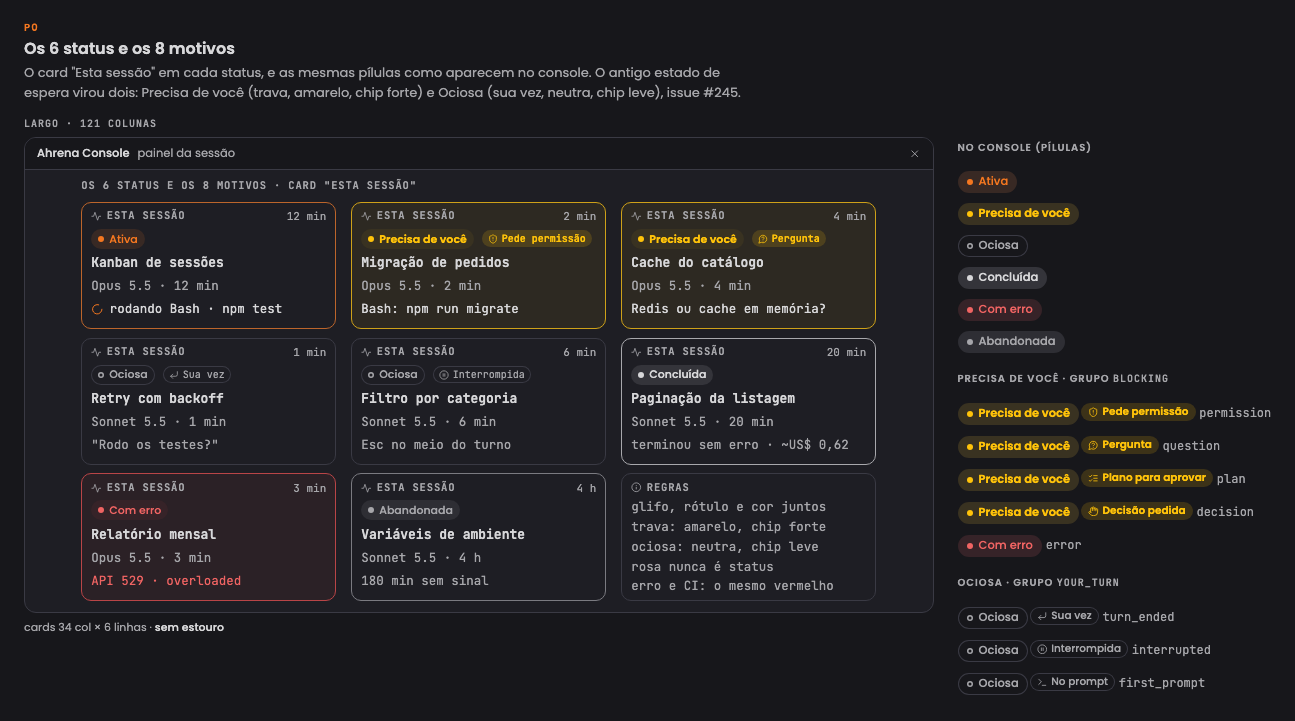 PO
Os 6 status e os 8 motivos
O card "Esta sessão" em cada status, e as mesmas pílulas como aparecem no console. O antigo estado de
espera virou dois: Precisa de você (trava, amarelo, chip forte) e Ociosa (sua vez, neutra, chip leve), issue #245.
LARGO · 121 COLUNAS
Ahrena Console painel da sessão
OS 6 STATUS E OS 8 MOTIVOS · CARD "ESTA SESSÃO"
ESTA SESSÃO 12 min
Ativa
Kanban de sessões
Opus 5.5 · 12 min
rodando Bash · npm test
ESTA SESSÃO 2 min
Precisa de você Pede permissão
Migração de pedidos
Opus 5.5 · 2 min
Bash: npm run migrate
ESTA SESSÃO 4 min
Precisa de você Pergunta
Cache do catálogo
Opus 5.5 · 4 min
Redis ou cache em memória?
ESTA SESSÃO 1 min
Ociosa Sua vez
Retry com backoff
Sonnet 5.5 · 1 min
"Rodo os testes?"
ESTA SESSÃO 6 min
Ociosa Interrompida
Filtro por categoria
Sonnet 5.5 · 6 min
Esc no meio do turno
ESTA SESSÃO 20 min
Concluída
Paginação da listagem
Sonnet 5.5 · 20 min
terminou sem erro · ~US$ 0,62
ESTA SESSÃO 3 min
Com erro
Relatório mensal
Opus 5.5 · 3 min
API 529 · overloaded
ESTA SESSÃO 4 h
Abandonada
Variáveis de ambiente
Sonnet 5.5 · 4 h
180 min sem sinal
REGRAS
glifo, rótulo e cor juntos
trava: amarelo, chip forte
ociosa: neutra, chip leve
rosa nunca é status
erro e CI: o mesmo vermelho
cards 34 col × 6 linhas · sem estouro
NO CONSOLE (PÍLULAS)
Ativa
Precisa de você
Ociosa
Concluída
Com erro
Abandonada
PRECISA DE VOCÊ · GRUPO BLOCKING
Precisa de você Pede permissão permission
Precisa de você Pergunta question
Precisa de você Plano para aprovar plan
Precisa de você Decisão pedida decision
Com erro error
OCIOSA · GRUPO YOUR_TURN
Ociosa Sua vez turn_ended
Ociosa Interrompida interrupted
Ociosa No prompt first_prompt